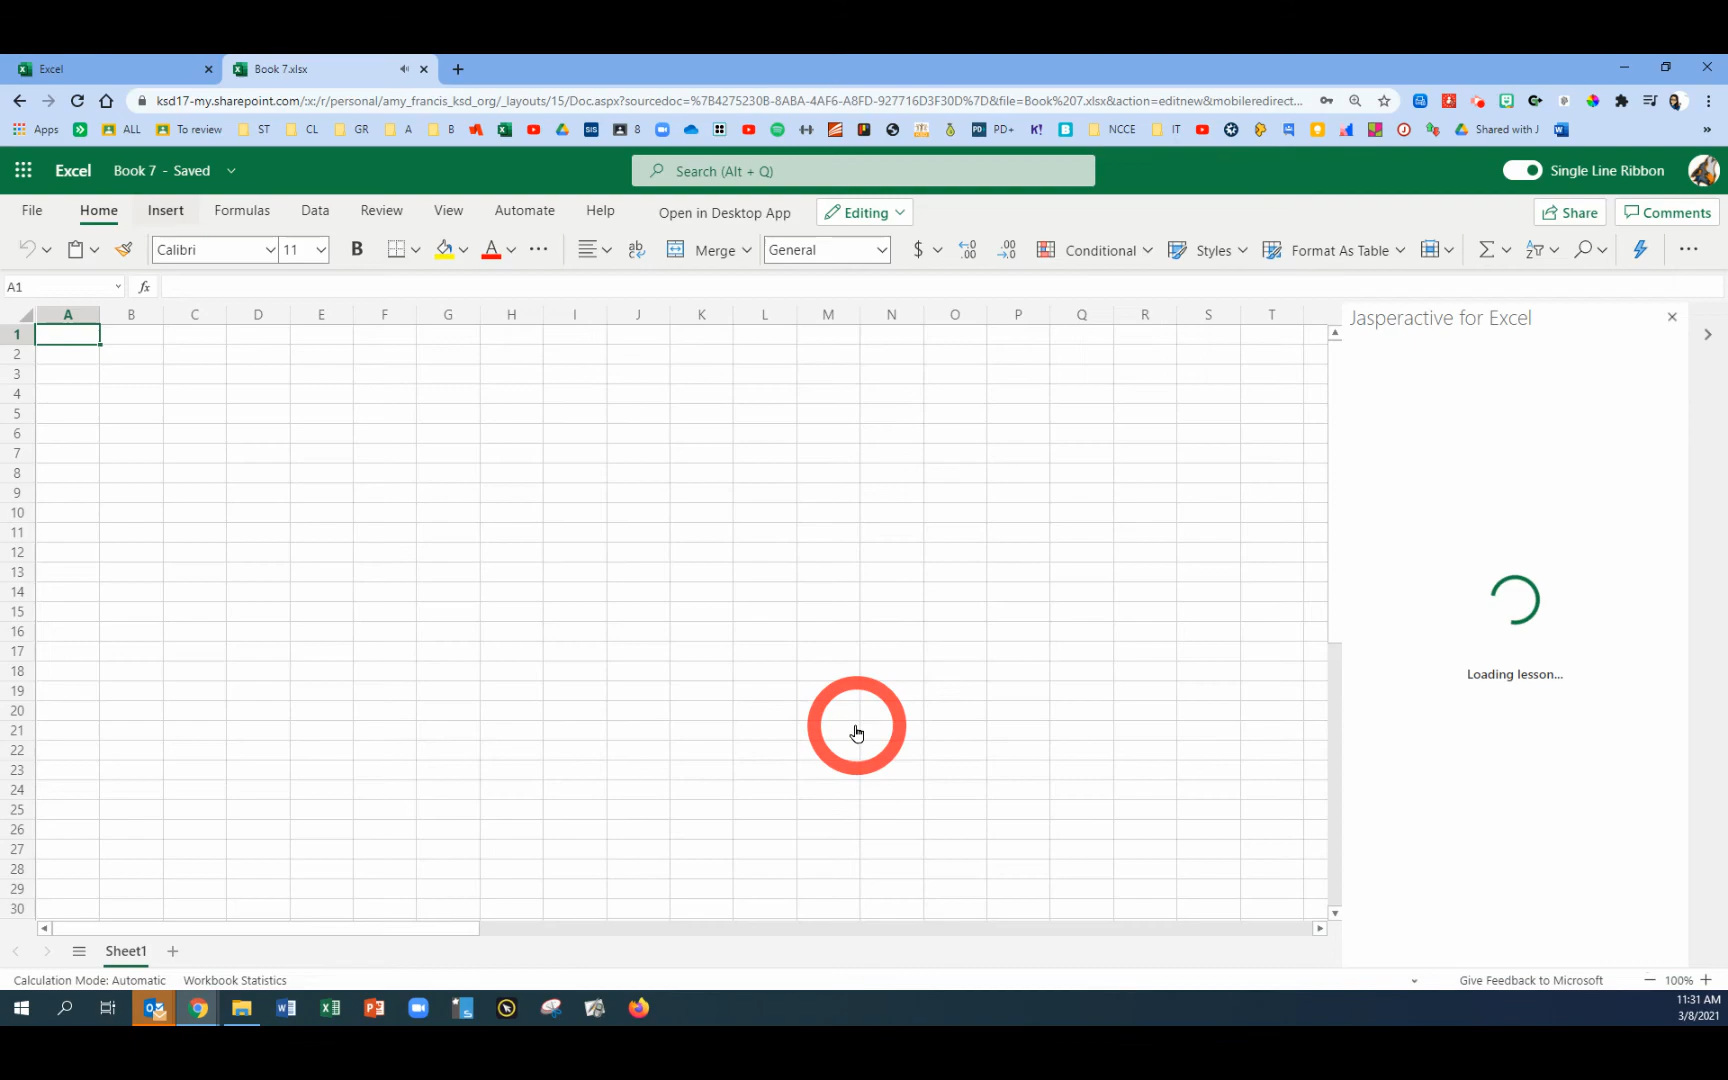 Excel
Book 7.xlsx
ksd17-my.sharepoint.com/:x:/r/personal/amy_francis_ksd_org/_layouts/15/Doc.aspx?sourcedoc=%7B4275230B-8ABA-4AF6-A8FD-927716D3F30D%7D&file=Book%207.xlsx&action=editnew&mobileredirect...
Apps ALL To review ST CL GR A B SIS 8 PD PD+ K! B NCCE IT Shared with J »
Excel Book 7 - Saved Search (Alt + Q) Single Line Ribbon
File Home Insert Formulas Data Review View Automate Help Open in Desktop App Editing Share Comments
Calibri 11 B A ab Merge General $ .00 Conditional Styles Format As Table Σ
A1 fx
A B C D E F G H I J K L M N O P Q R S T
Jasperactive for Excel
1
2
3
4
5
6
7
8
9
10
11
12
13
14
15
16
17
18
19
20
21
22
23
24
25
26
27
28
29
30
Loading lesson...
Sheet1
Calculation Mode: Automatic Workbook Statistics Give Feedback to Microsoft 100%
11:31 AM
3/8/2021